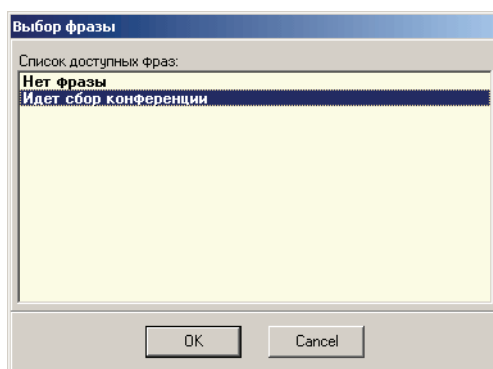 Выбор фразы
Список доступных фраз:
Нет фразы
Идет сбор конференции
OK
Cancel